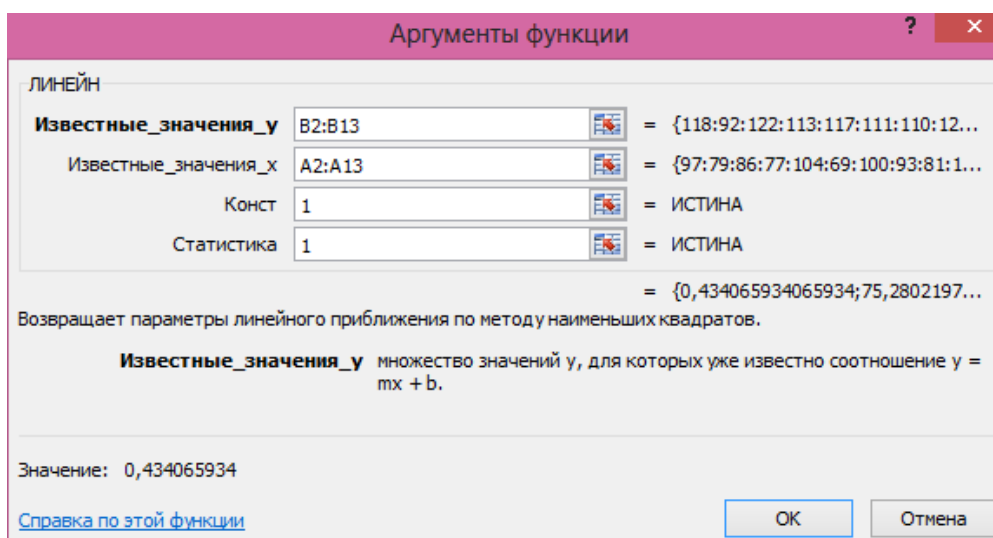 Аргументы функции
?
ЛИНЕЙН
Известные_значения_y B2:B13 = {118:92:122:113:117:111:110:12...
Известные_значения_x A2:A13 = {97:79:86:77:104:69:100:93:81:1...
Конст 1 = ИСТИНА
Статистика 1 = ИСТИНА
= {0,434065934065934;75,2802197...
Возвращает параметры линейного приближения по методу наименьших квадратов.
Известные_значения_y множество значений y, для которых уже известно соотношение y =
mx + b.
Значение: 0,434065934
Справка по этой функции
ОК
Отмена